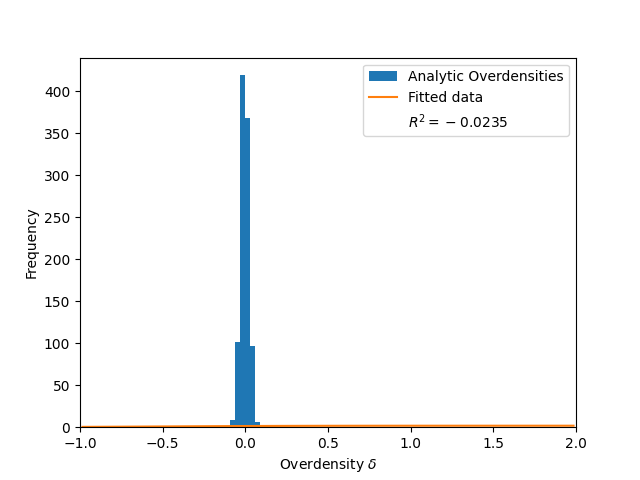 Analytic Overdensities
Fitted data
R² = − 0.0235
400
350
300
250
200
150
100
50
0
Frequency
−1.0 −0.5 0.0 0.5 1.0 1.5 2.0
Overdensity δ